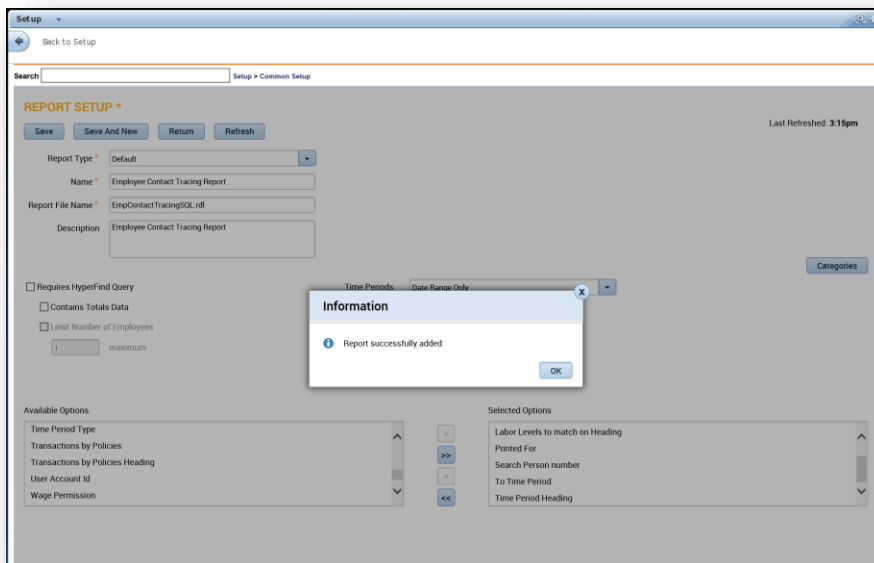 Setup
Back to Setup
Search Setup > Common Setup
REPORT SETUP *
Save Save And New Return Refresh
Last Refreshed: 3:15pm
Report Type * Default
Name * Employee Contact Tracing Report
Report File Name * EmpContactTracingSQL.rdl
Description Employee Contact Tracing Report
Categories
Requires HyperFind Query Time Periods Date Range Only
Contains Totals Data
Limit Number of Employees
1 maximum
Information
x
Report successfully added
OK
Available Options Selected Options
Time Period Type
Transactions by Policies
Transactions by Policies Heading
User Account Id
Wage Permission
>
>>
<
<<
Labor Levels to match on Heading
Printed For
Search Person number
To Time Period
Time Period Heading